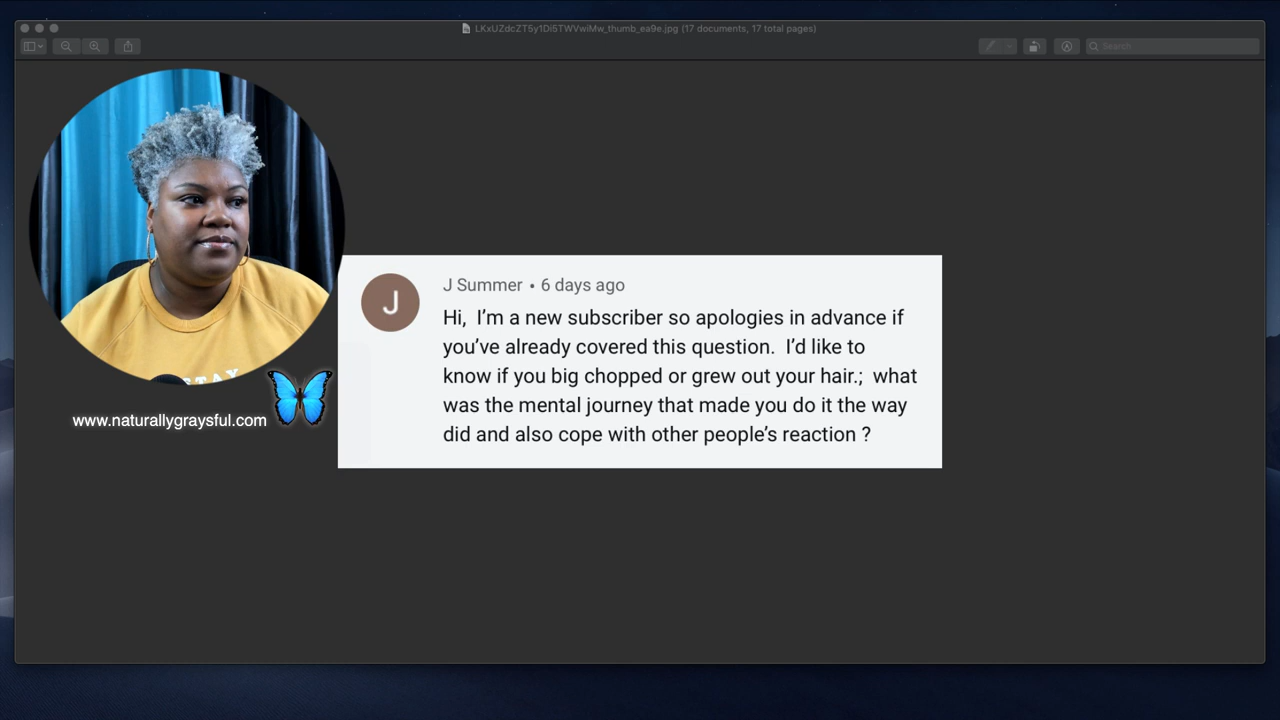 LKxUZdcZT5y1Di5TWVwiMw_thumb_ea9e.jpg (17 documents, 17 total pages)
Search
J
J Summer • 6 days ago
Hi,  I'm a new subscriber so apologies in advance if
you've already covered this question.  I'd like to
know if you big chopped or grew out your hair.;  what
was the mental journey that made you do it the way
did and also cope with other people's reaction ?
STAY
www.naturallygraysful.com